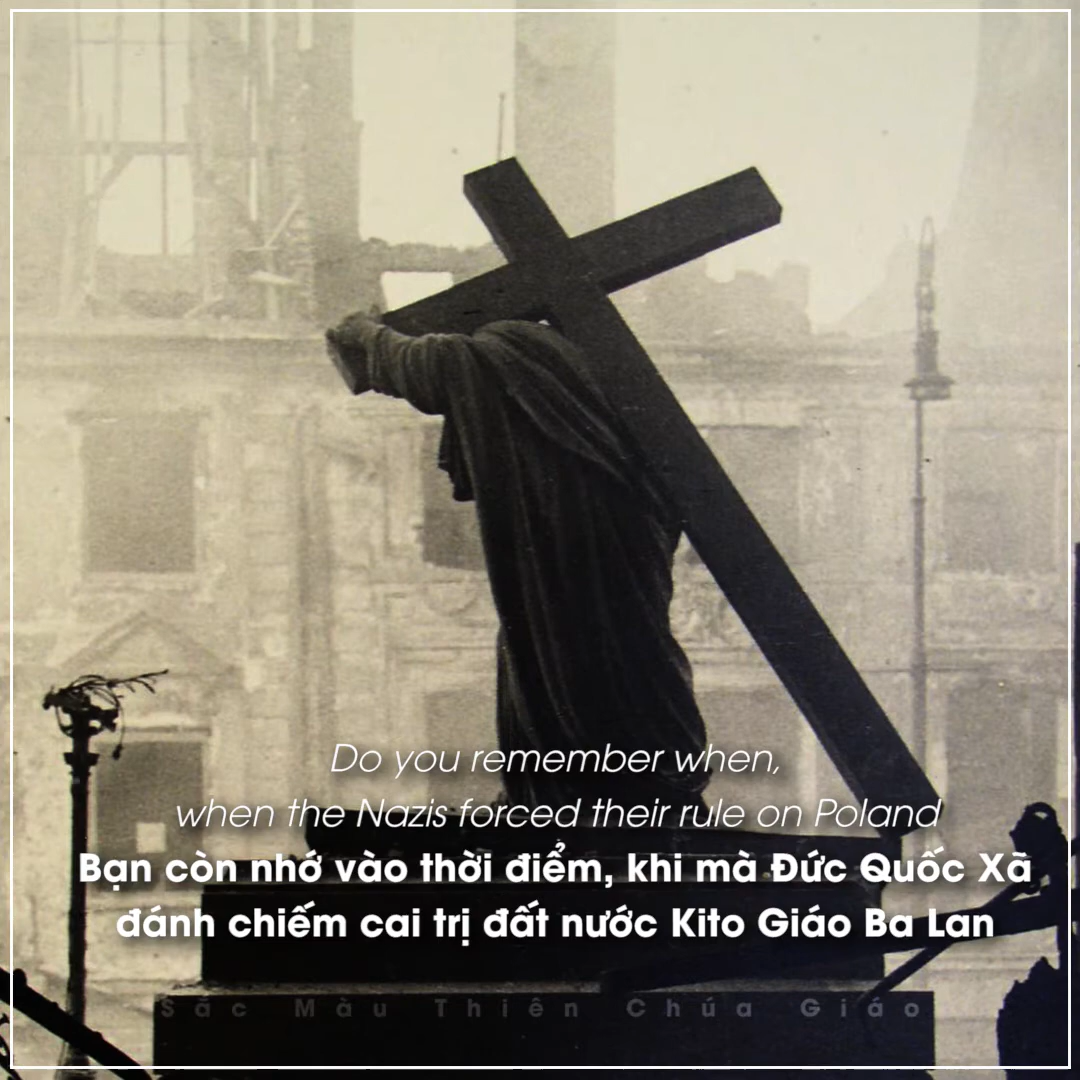 Do you remember when,
when the Nazis forced their rule on Poland
Bạn còn nhớ vào thời điểm, khi mà Đức Quốc Xã
đánh chiếm cai trị đất nước Kito Giáo Ba Lan
Sắc Màu Thiên Chúa Giáo